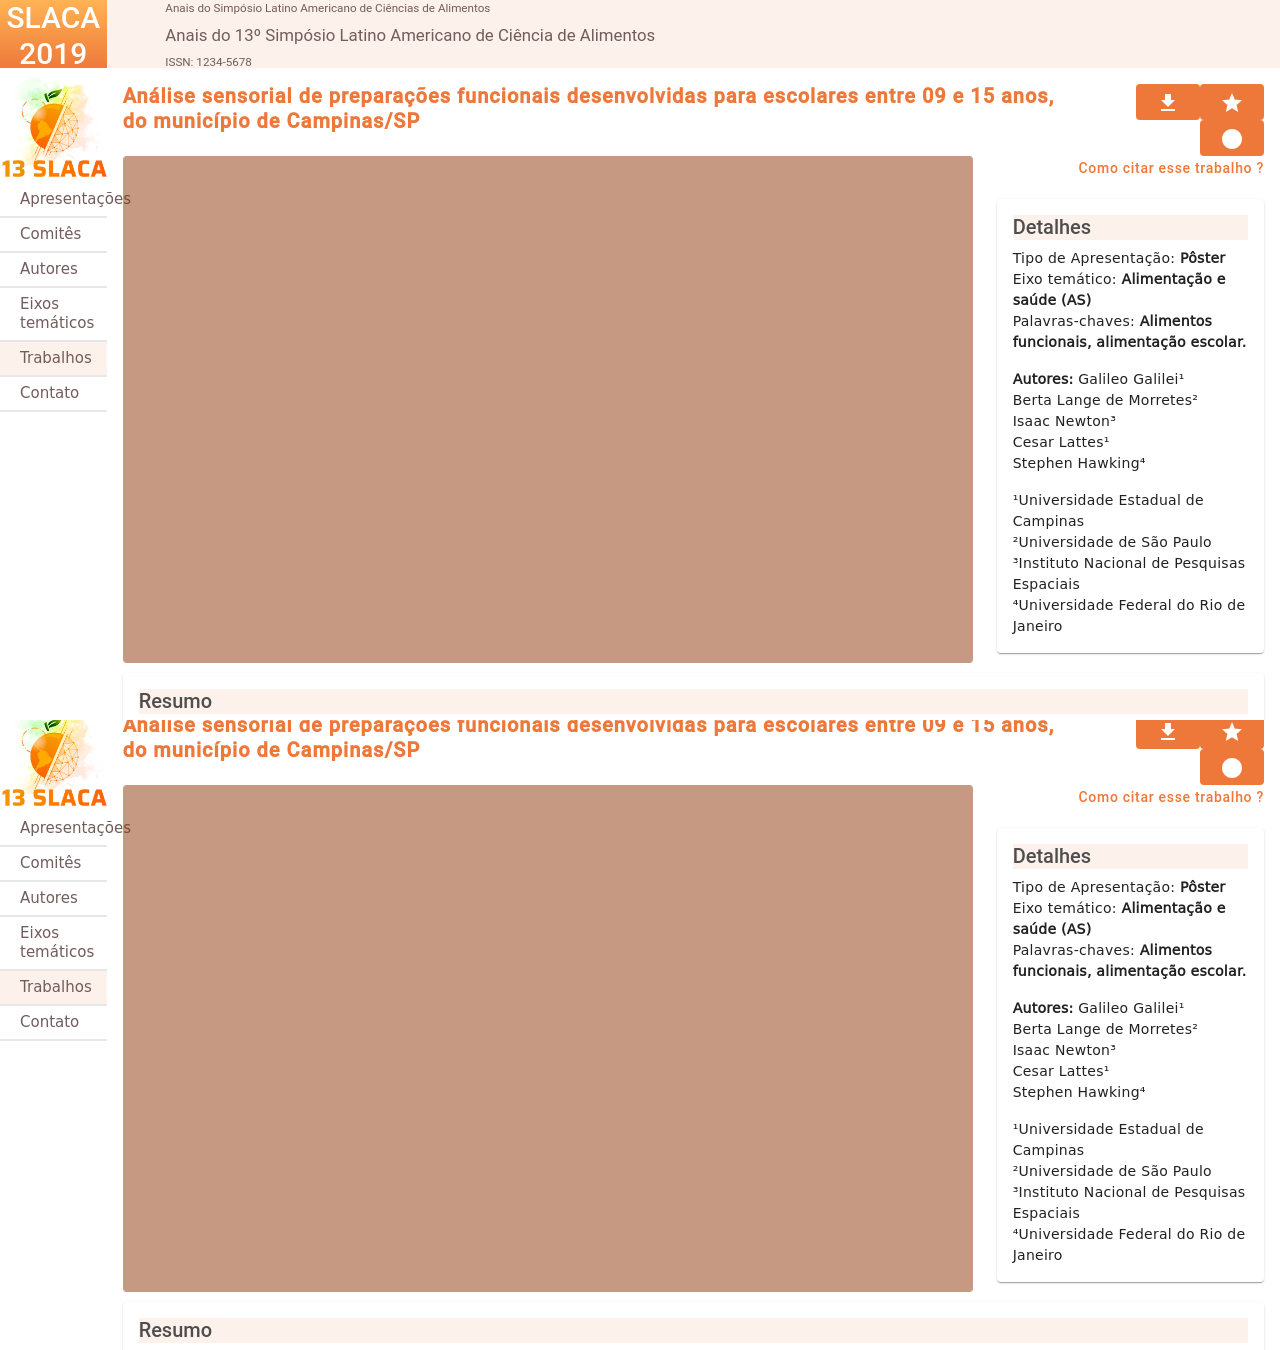 SLACA
2019
Anais do Simpósio Latino Americano de Ciências de Alimentos
Anais do 13º Simpósio Latino Americano de Ciência de Alimentos
ISSN: 1234-5678
13 SLACA
Apresentações
Comitês
Autores
Eixos
temáticos
Trabalhos
Contato
Análise sensorial de preparações funcionais desenvolvidas para escolares entre 09 e 15 anos,
do município de Campinas/SP
Como citar esse trabalho ?
Detalhes
Tipo de Apresentação: Pôster
Eixo temático: Alimentação e
saúde (AS)
Palavras-chaves: Alimentos
funcionais, alimentação escolar.
Autores: Galileo Galilei¹
Berta Lange de Morretes²
Isaac Newton³
Cesar Lattes¹
Stephen Hawking⁴
¹Universidade Estadual de
Campinas
²Universidade de São Paulo
³Instituto Nacional de Pesquisas
Espaciais
⁴Universidade Federal do Rio de
Janeiro
Resumo
13 SLACA
Apresentações
Comitês
Autores
Eixos
temáticos
Trabalhos
Contato
Análise sensorial de preparações funcionais desenvolvidas para escolares entre 09 e 15 anos,
do município de Campinas/SP
Como citar esse trabalho ?
Detalhes
Tipo de Apresentação: Pôster
Eixo temático: Alimentação e
saúde (AS)
Palavras-chaves: Alimentos
funcionais, alimentação escolar.
Autores: Galileo Galilei¹
Berta Lange de Morretes²
Isaac Newton³
Cesar Lattes¹
Stephen Hawking⁴
¹Universidade Estadual de
Campinas
²Universidade de São Paulo
³Instituto Nacional de Pesquisas
Espaciais
⁴Universidade Federal do Rio de
Janeiro
Resumo